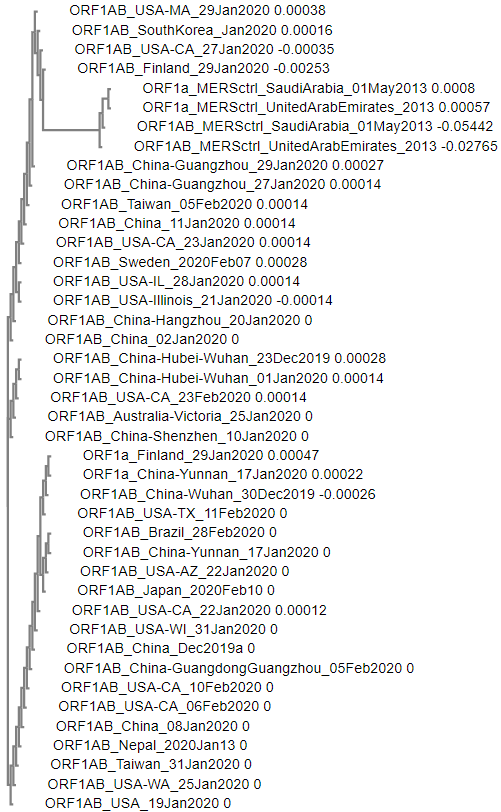 ORF1AB_USA-MA_29Jan2020 0.00038
ORF1AB_SouthKorea_Jan2020 0.00016
ORF1AB_USA-CA_27Jan2020 -0.00035
ORF1AB_Finland_29Jan2020 -0.00253
ORF1a_MERSctrl_SaudiArabia_01May2013 0.0008
ORF1a_MERSctrl_UnitedArabEmirates_2013 0.00057
ORF1AB_MERSctrl_SaudiArabia_01May2013 -0.05442
ORF1AB_MERSctrl_UnitedArabEmirates_2013 -0.02765
ORF1AB_China-Guangzhou_29Jan2020 0.00027
ORF1AB_China-Guangzhou_27Jan2020 0.00014
ORF1AB_Taiwan_05Feb2020 0.00014
ORF1AB_China_11Jan2020 0.00014
ORF1AB_USA-CA_23Jan2020 0.00014
ORF1AB_Sweden_2020Feb07 0.00028
ORF1AB_USA-IL_28Jan2020 0.00014
ORF1AB_USA-Illinois_21Jan2020 -0.00014
ORF1AB_China-Hangzhou_20Jan2020 0
ORF1AB_China_02Jan2020 0
ORF1AB_China-Hubei-Wuhan_23Dec2019 0.00028
ORF1AB_China-Hubei-Wuhan_01Jan2020 0.00014
ORF1AB_USA-CA_23Feb2020 0.00014
ORF1AB_Australia-Victoria_25Jan2020 0
ORF1AB_China-Shenzhen_10Jan2020 0
ORF1a_Finland_29Jan2020 0.00047
ORF1a_China-Yunnan_17Jan2020 0.00022
ORF1AB_China-Wuhan_30Dec2019 -0.00026
ORF1AB_USA-TX_11Feb2020 0
ORF1AB_Brazil_28Feb2020 0
ORF1AB_China-Yunnan_17Jan2020 0
ORF1AB_USA-AZ_22Jan2020 0
ORF1AB_Japan_2020Feb10 0
ORF1AB_USA-CA_22Jan2020 0.00012
ORF1AB_USA-WI_31Jan2020 0
ORF1AB_China_Dec2019a 0
ORF1AB_China-GuangdongGuangzhou_05Feb2020 0
ORF1AB_USA-CA_10Feb2020 0
ORF1AB_USA-CA_06Feb2020 0
ORF1AB_China_08Jan2020 0
ORF1AB_Nepal_2020Jan13 0
ORF1AB_Taiwan_31Jan2020 0
ORF1AB_USA-WA_25Jan2020 0
ORF1AB_USA_19Jan2020 0